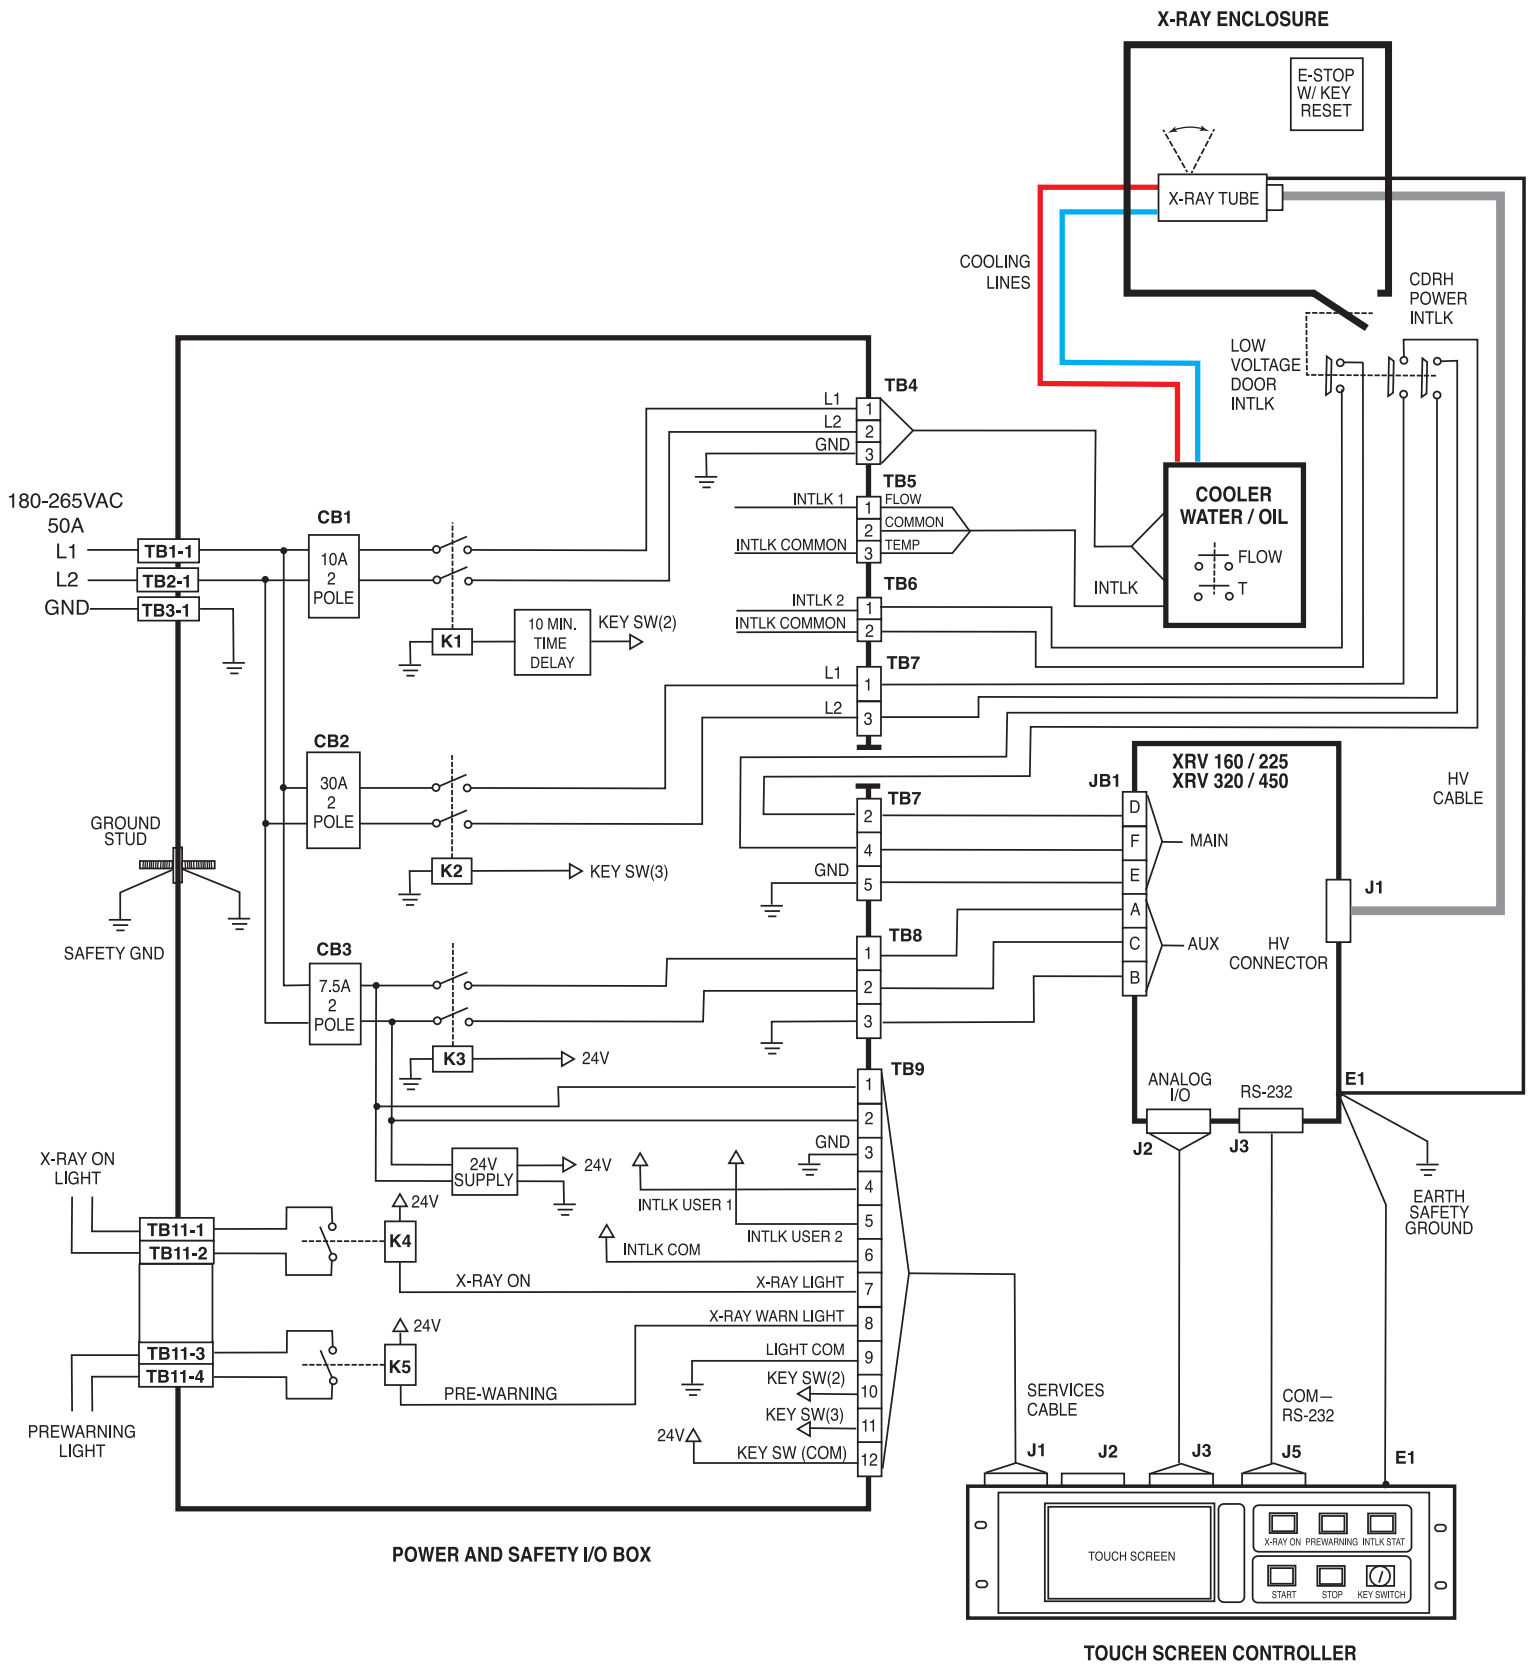 X-RAY ENCLOSURE
E-STOP
W/ KEY
RESET
X-RAY TUBE
COOLING
LINES
CDRH
POWER
INTLK
LOW
VOLTAGE
DOOR
INTLK
COOLER
WATER / OIL
FLOW
T
INTLK
180-265VAC
50A
L1
L2
GND
TB1-1
TB2-1
TB3-1
CB1
10A
2
POLE
K1
10 MIN.
TIME
DELAY
KEY SW(2)
L1
L2
GND
TB4
1
2
3
TB5
INTLK 1
INTLK COMMON
1
2
3
FLOW
COMMON
TEMP
TB6
INTLK 2
INTLK COMMON
1
2
TB7
L1
L2
1
3
CB2
30A
2
POLE
K2
KEY SW(3)
GROUND
STUD
SAFETY GND
TB7
2
4
5
GND
XRV 160 / 225
XRV 320 / 450
JB1
D
F
E
A
C
B
MAIN
AUX
HV
CONNECTOR
J1
HV
CABLE
CB3
7.5A
2
POLE
K3
24V
TB8
1
2
3
TB9
1
2
3
4
5
6
7
8
9
10
11
12
GND
24V
SUPPLY
24V
INTLK USER 1
INTLK USER 2
INTLK COM
X-RAY LIGHT
X-RAY WARN LIGHT
LIGHT COM
KEY SW(2)
KEY SW(3)
24V
KEY SW (COM)
X-RAY ON
LIGHT
TB11-1
TB11-2
24V
K4
X-RAY ON
TB11-3
TB11-4
24V
K5
PRE-WARNING
PREWARNING
LIGHT
ANALOG
I/O
RS-232
E1
J2
J3
EARTH
SAFETY
GROUND
SERVICES
CABLE
COM—
RS-232
J1
J2
J3
J5
E1
TOUCH SCREEN
X-RAY ON
PREWARNING
INTLK STAT
START
STOP
KEY SWITCH
POWER AND SAFETY I/O BOX
TOUCH SCREEN CONTROLLER